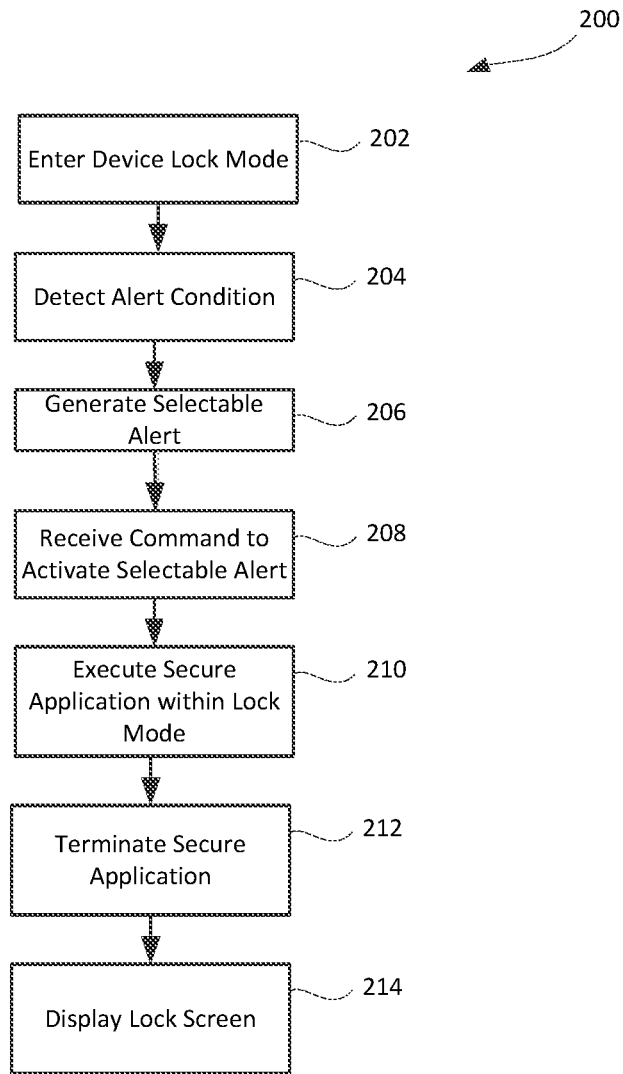 200
Enter Device Lock Mode
202
Detect Alert Condition
204
Generate Selectable
Alert
206
Receive Command to
Activate Selectable Alert
208
Execute Secure
Application within Lock
Mode
210
Terminate Secure
Application
212
Display Lock Screen
214